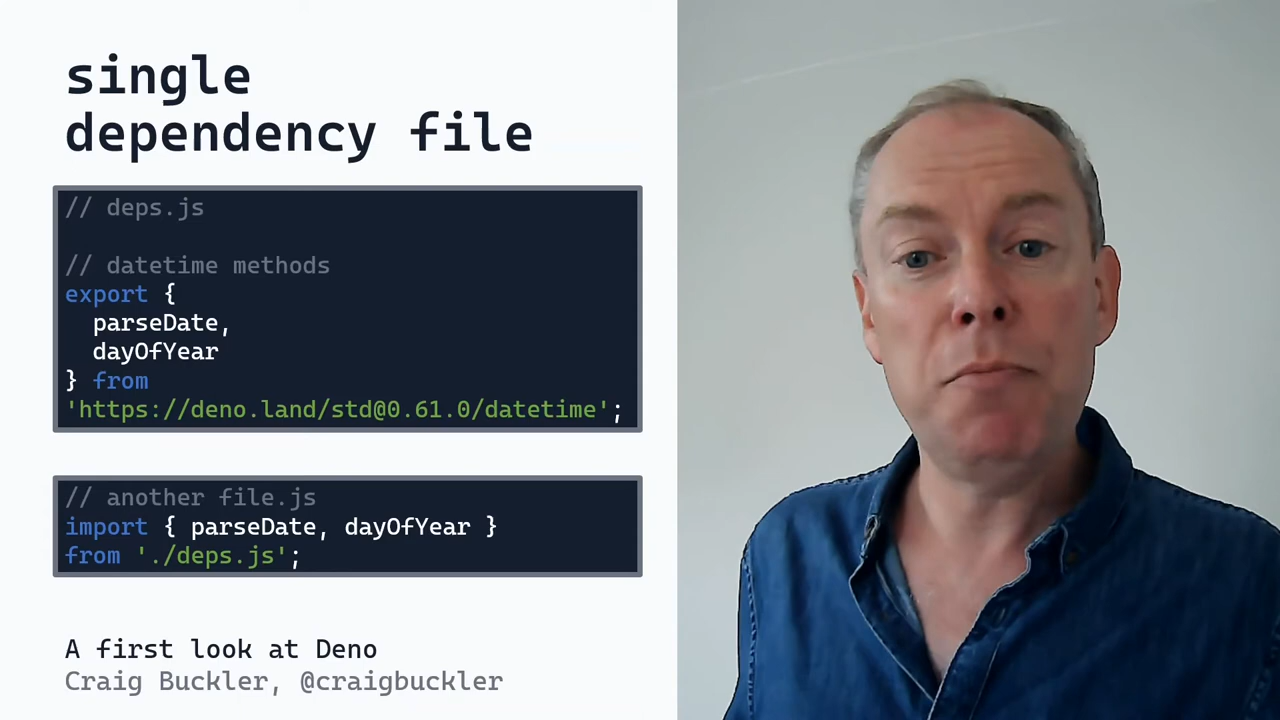 single
dependency file
// deps.js
// datetime methods
export {
parseDate,
dayOfYear
} from
'https://deno.land/std@0.61.0/datetime';
// another file.js
import { parseDate, dayOfYear }
from './deps.js';
A first look at Deno
Craig Buckler, @craigbuckler